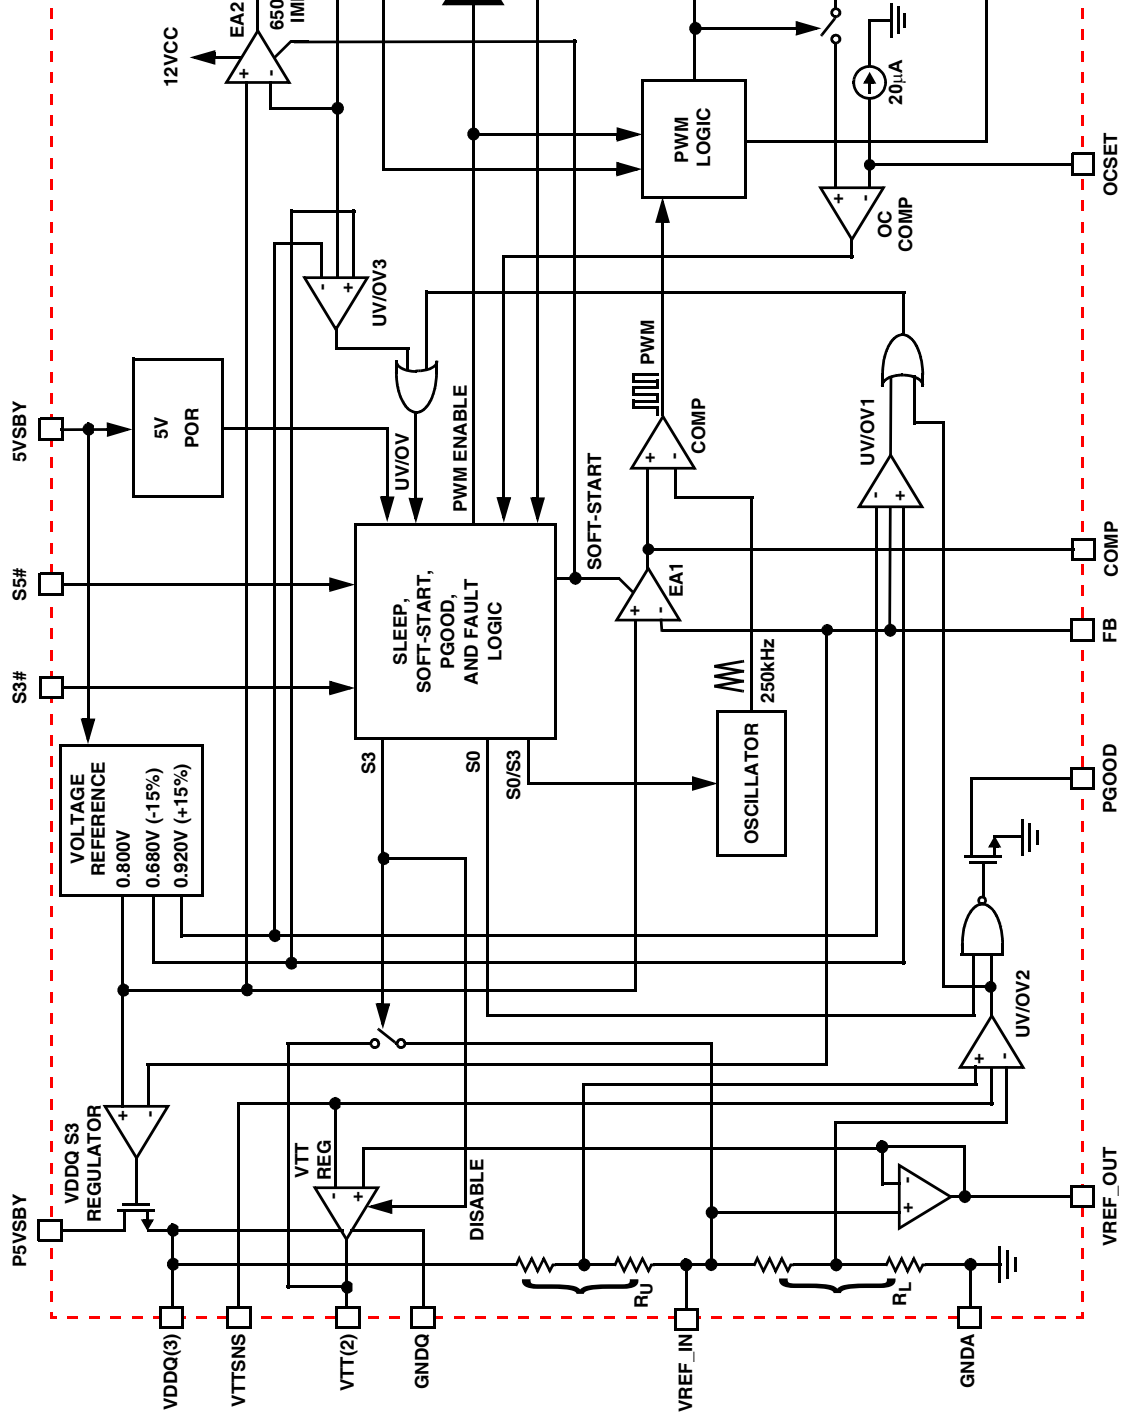 12VCC
EA2
650
IMI
+
-
20µA
PWM
LOGIC
OCSET
+
-
OC
COMP
-
+
UV/OV3
5VSBY
5V
POR
UV/OV
PWM ENABLE
PWM
+
-
COMP
UV/OV1
-
+
S5#
S3#
SLEEP,
SOFT-START,
PGOOD,
AND FAULT
LOGIC
SOFT-START
+
-
EA1
COMP
FB
VOLTAGE
REFERENCE
0.800V
0.680V (-15%)
0.920V (+15%)
S3
S0
S0/S3
250kHz
OSCILLATOR
PGOOD
UV/OV2
+
-
P5VSBY
VDDQ S3
REGULATOR
+
-
VTT
REG
-
+
DISABLE
-
+
VREF_OUT
RU
RL
VDDQ(3)
VTTSNS
VTT(2)
GNDQ
VREF_IN
GNDA